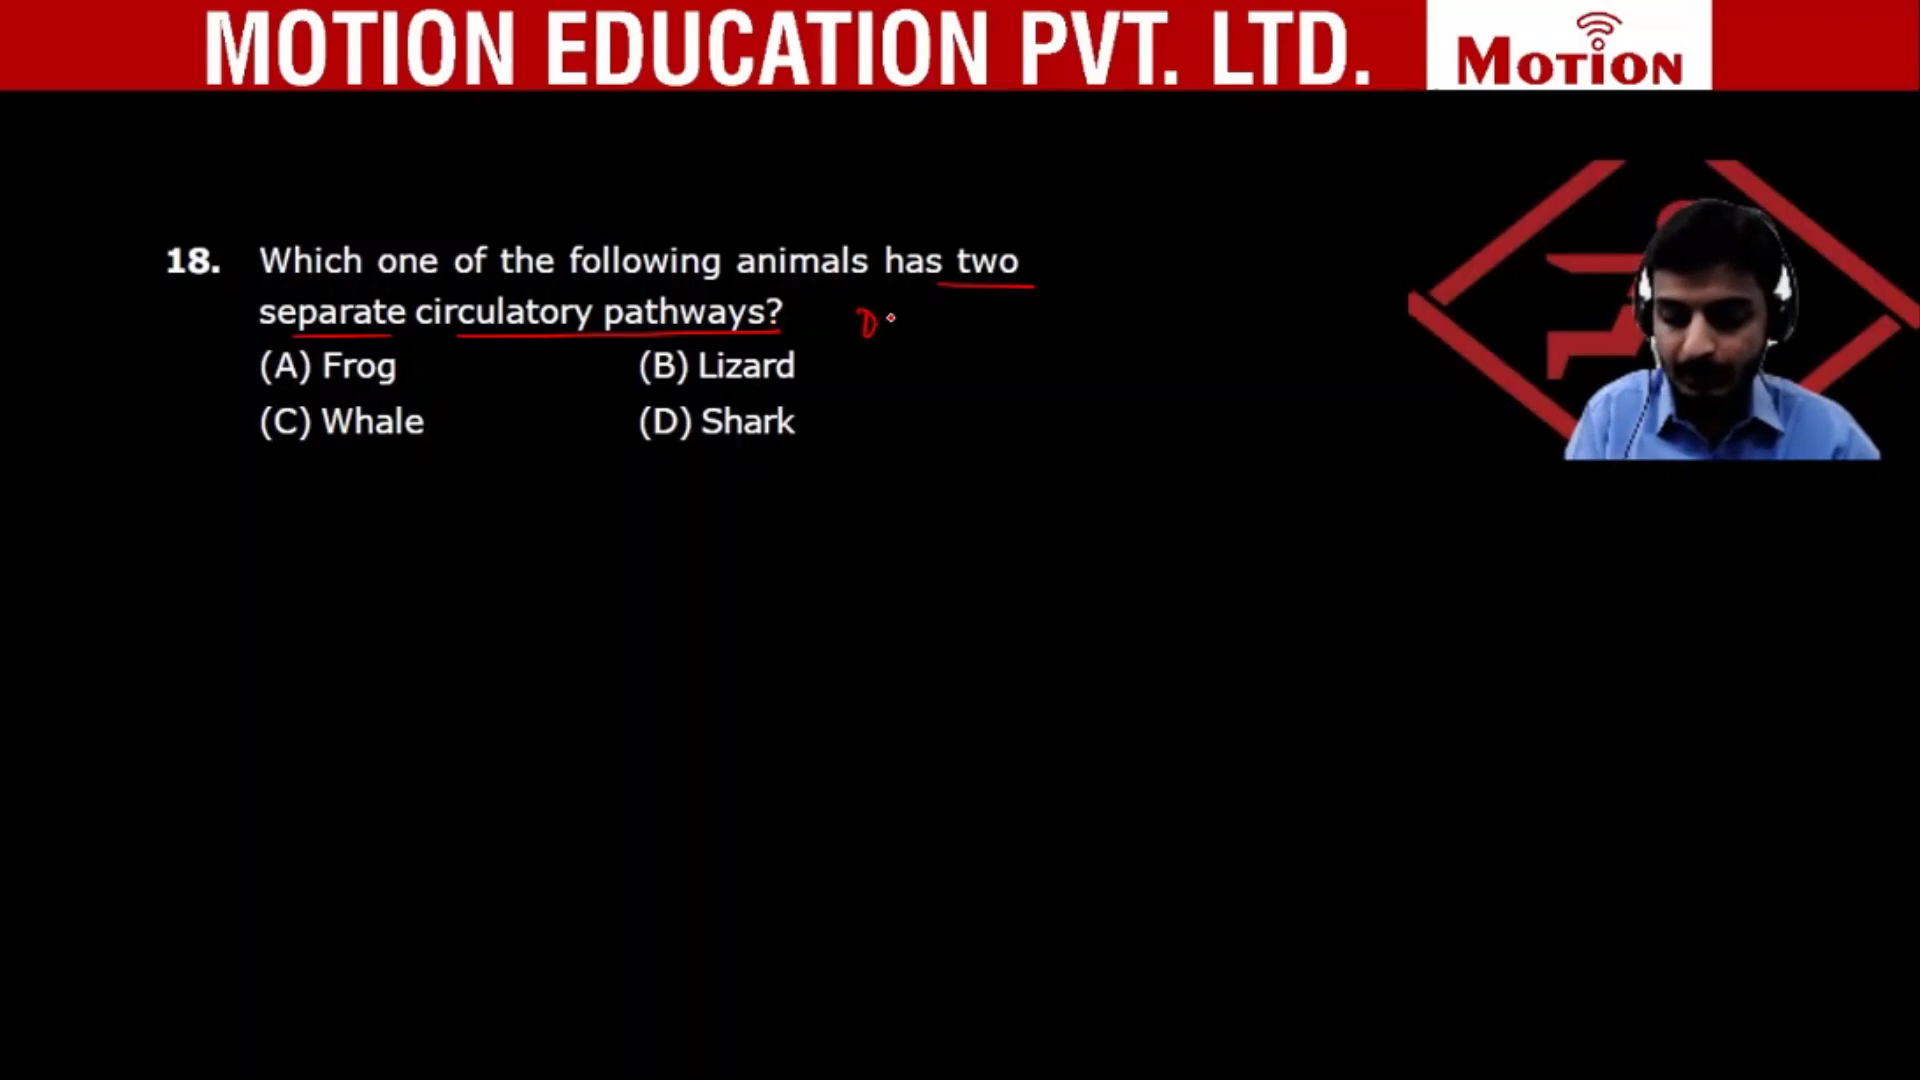 MOTION EDUCATION PVT. LTD.
MOTION
18. Which one of the following animals has two
separate circulatory pathways?
D
(A) Frog (B) Lizard
(C) Whale (D) Shark